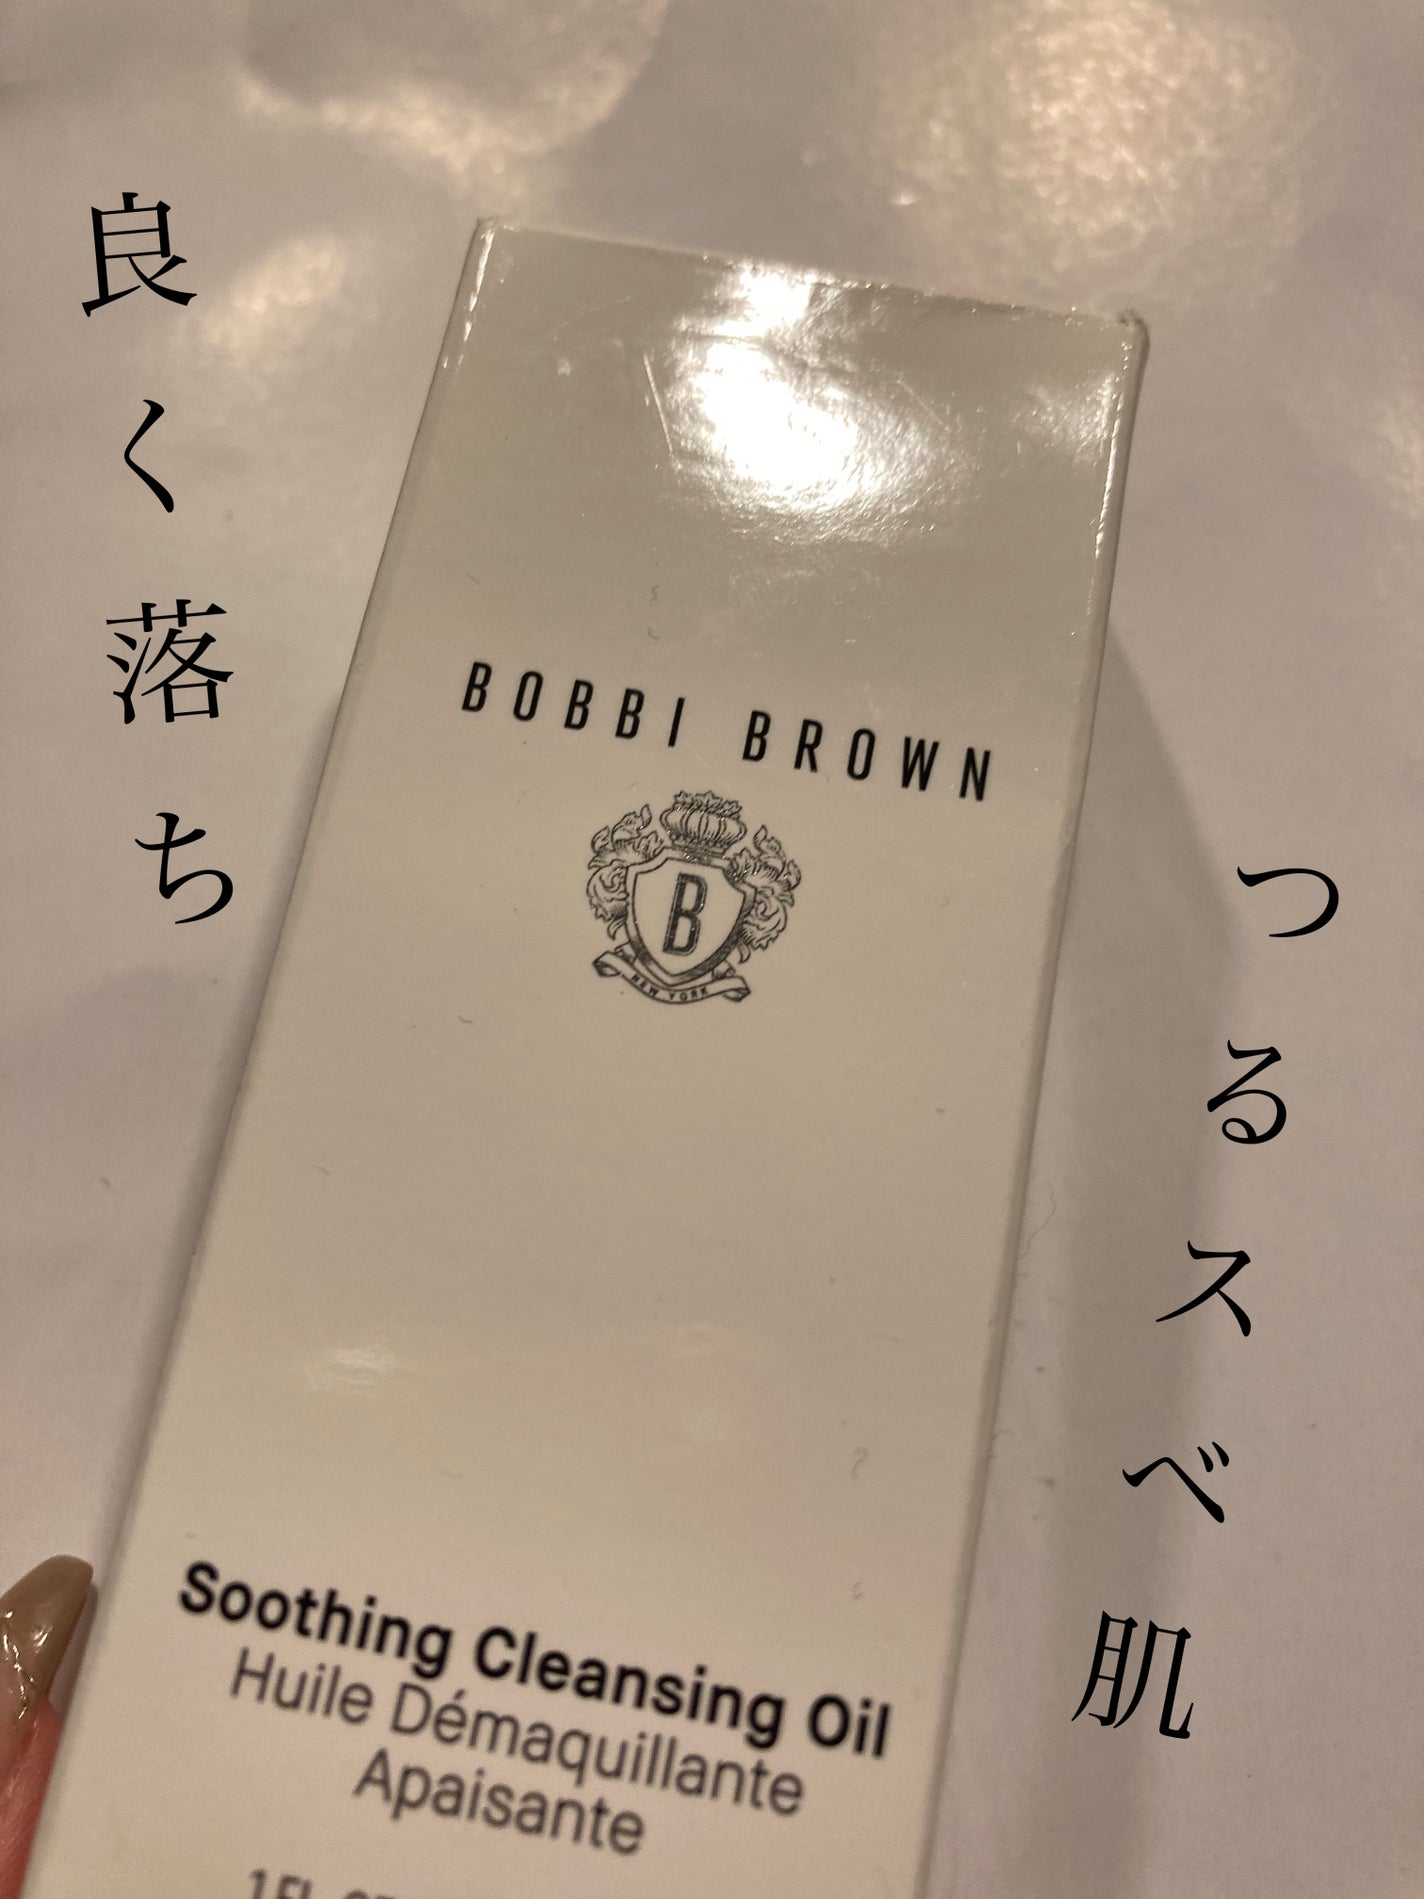 良く落ち
つるスベ肌
BOBBI BROWN
B
NEW YORK
Soothing Cleansing Oil
Huile Démaquillante
Apaisante